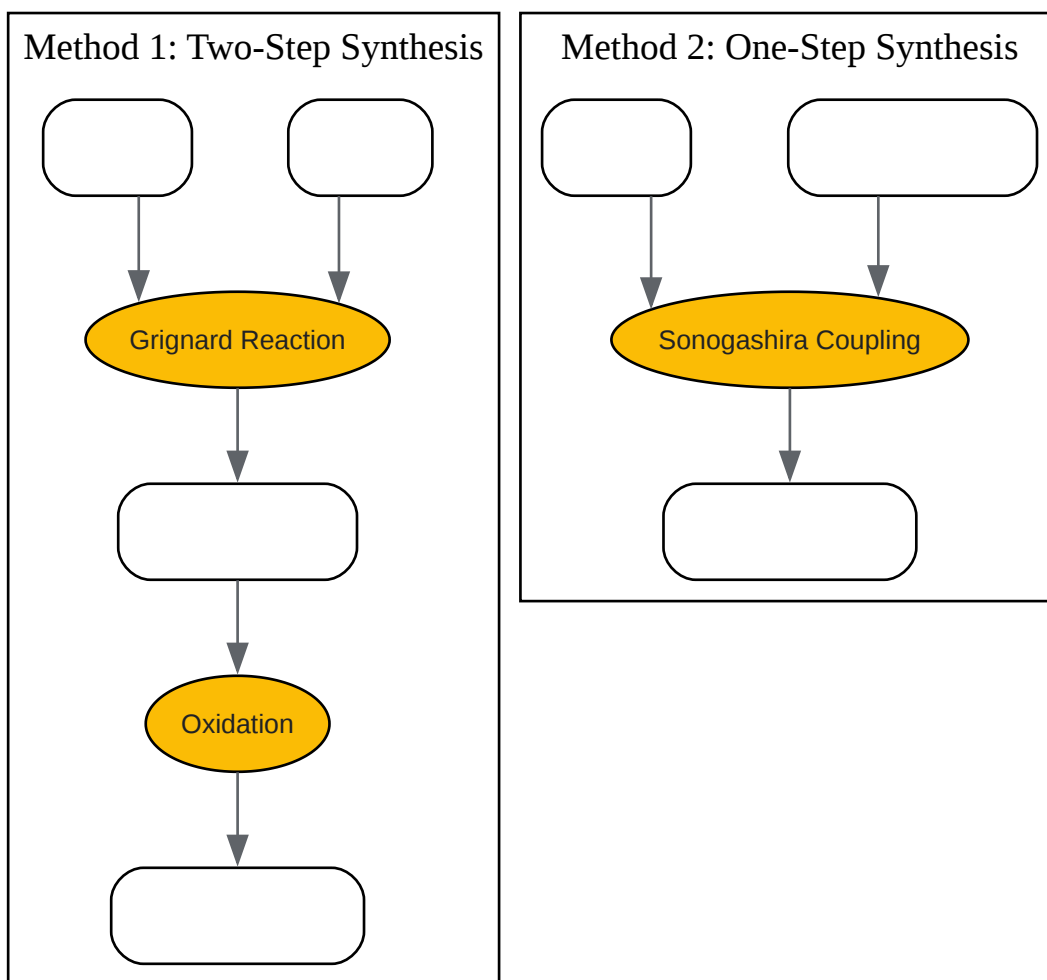 Method 1: Two-Step Synthesis
Grignard Reaction
Oxidation
Method 2: One-Step Synthesis
Sonogashira Coupling